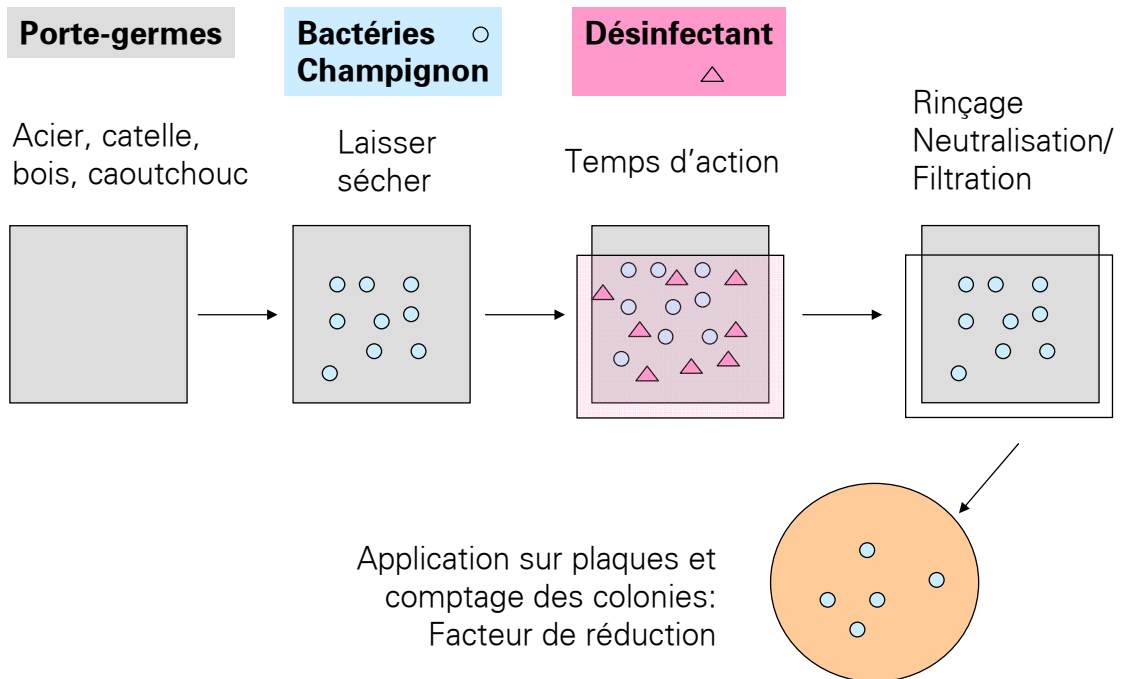 Porte-germes
Bactéries
Champignon
Désinfectant
Acier, catelle,
bois, caoutchouc
Laisser
sécher
Temps d’action
Rinçage
Neutralisation/
Filtration
Application sur plaques et
comptage des colonies:
Facteur de réduction